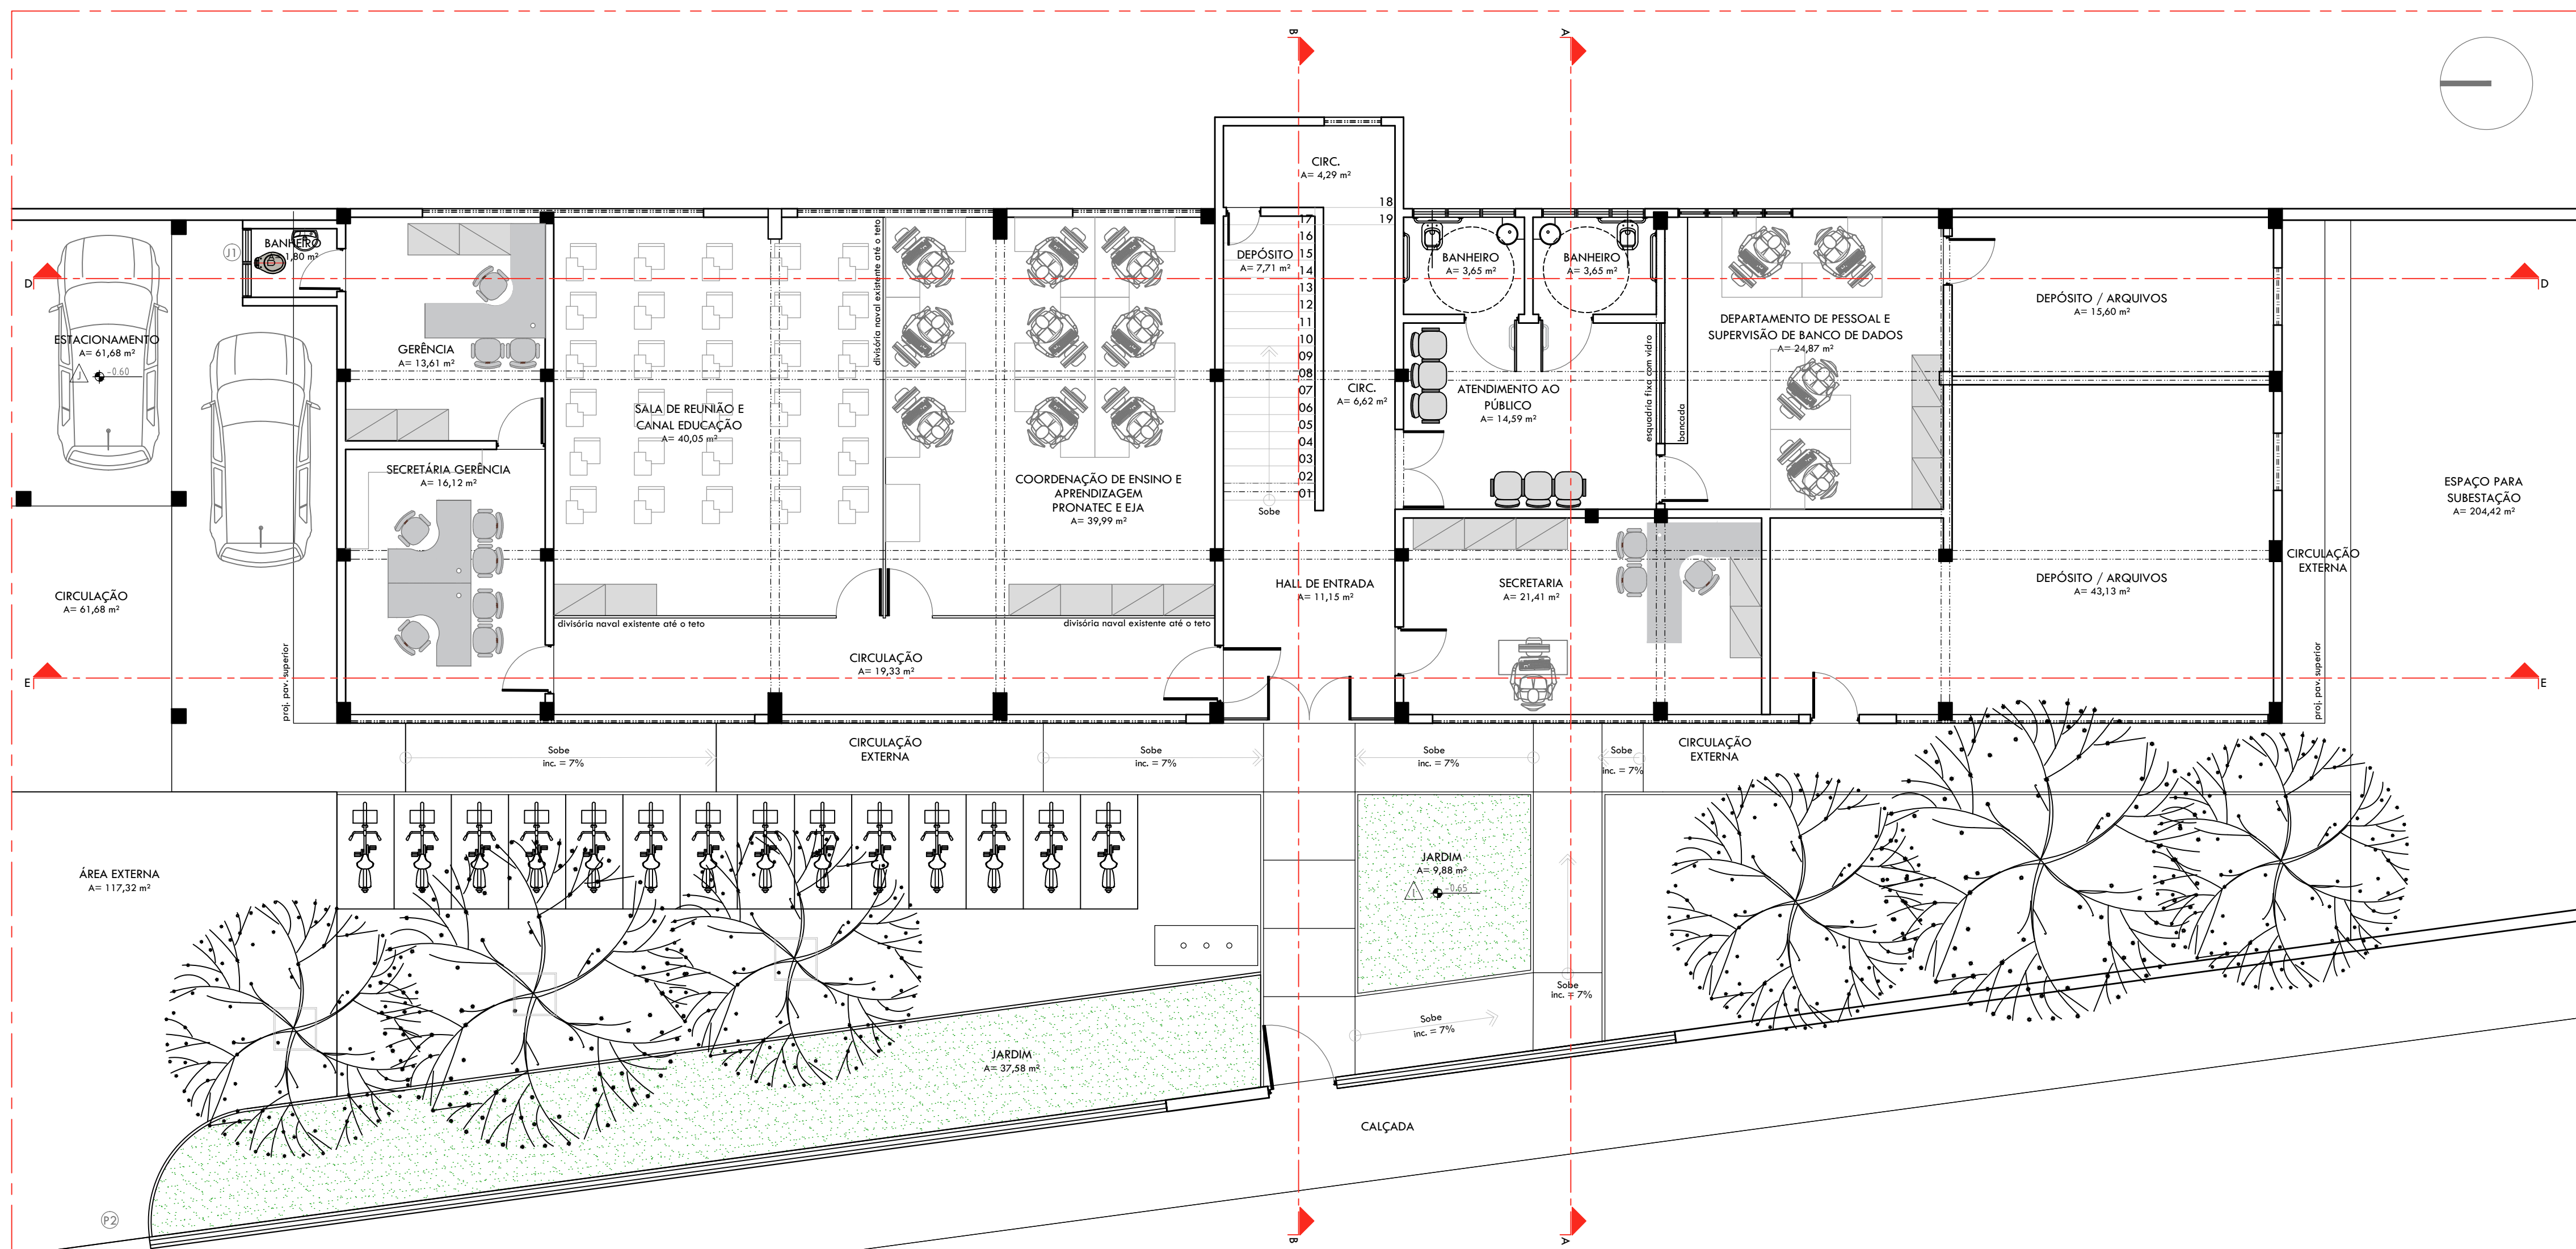 B
A
CIRC.
A= 4,29 m²
18
19
17
16
15
14
13
12
11
10
09
08
07
06
05
04
03
02
01
Sobe
DEPÓSITO
A= 7,71 m²
CIRC.
A= 6,62 m²
J1
BANHEIRO
1,80 m²
D
D
ESTACIONAMENTO
A= 61,68 m²
-0.60
GERÊNCIA
A= 13,61 m²
SECRETÁRIA GERÊNCIA
A= 16,12 m²
SALA DE REUNIÃO E
CANAL EDUCAÇÃO
A= 40,05 m²
divisória naval existente até o teto
COORDENAÇÃO DE ENSINO E
APRENDIZAGEM
PRONATEC E EJA
A= 39,99 m²
BANHEIRO
A= 3,65 m²
BANHEIRO
A= 3,65 m²
ATENDIMENTO AO
PÚBLICO
A= 14,59 m²
esquadria fixa com vidro
bancada
DEPARTAMENTO DE PESSOAL E
SUPERVISÃO DE BANCO DE DADOS
A= 24,87 m²
DEPÓSITO / ARQUIVOS
A= 15,60 m²
ESPAÇO PARA
SUBESTAÇÃO
A= 204,42 m²
CIRCULAÇÃO
EXTERNA
DEPÓSITO / ARQUIVOS
A= 43,13 m²
SECRETARIA
A= 21,41 m²
HALL DE ENTRADA
A= 11,15 m²
CIRCULAÇÃO
A= 61,68 m²
divisória naval existente até o teto
divisória naval existente até o teto
CIRCULAÇÃO
A= 19,33 m²
proj. pav. superior
proj. pav. superior
E
E
Sobe
inc. = 7%
CIRCULAÇÃO
EXTERNA
Sobe
inc. = 7%
Sobe
inc. = 7%
Sobe
inc. = 7%
CIRCULAÇÃO
EXTERNA
ÁREA EXTERNA
A= 117,32 m²
JARDIM
A= 9,88 m²
-0.65
Sobe
inc. = 7%
Sobe
inc. = 7%
JARDIM
A= 37,58 m²
CALÇADA
P2
B
A